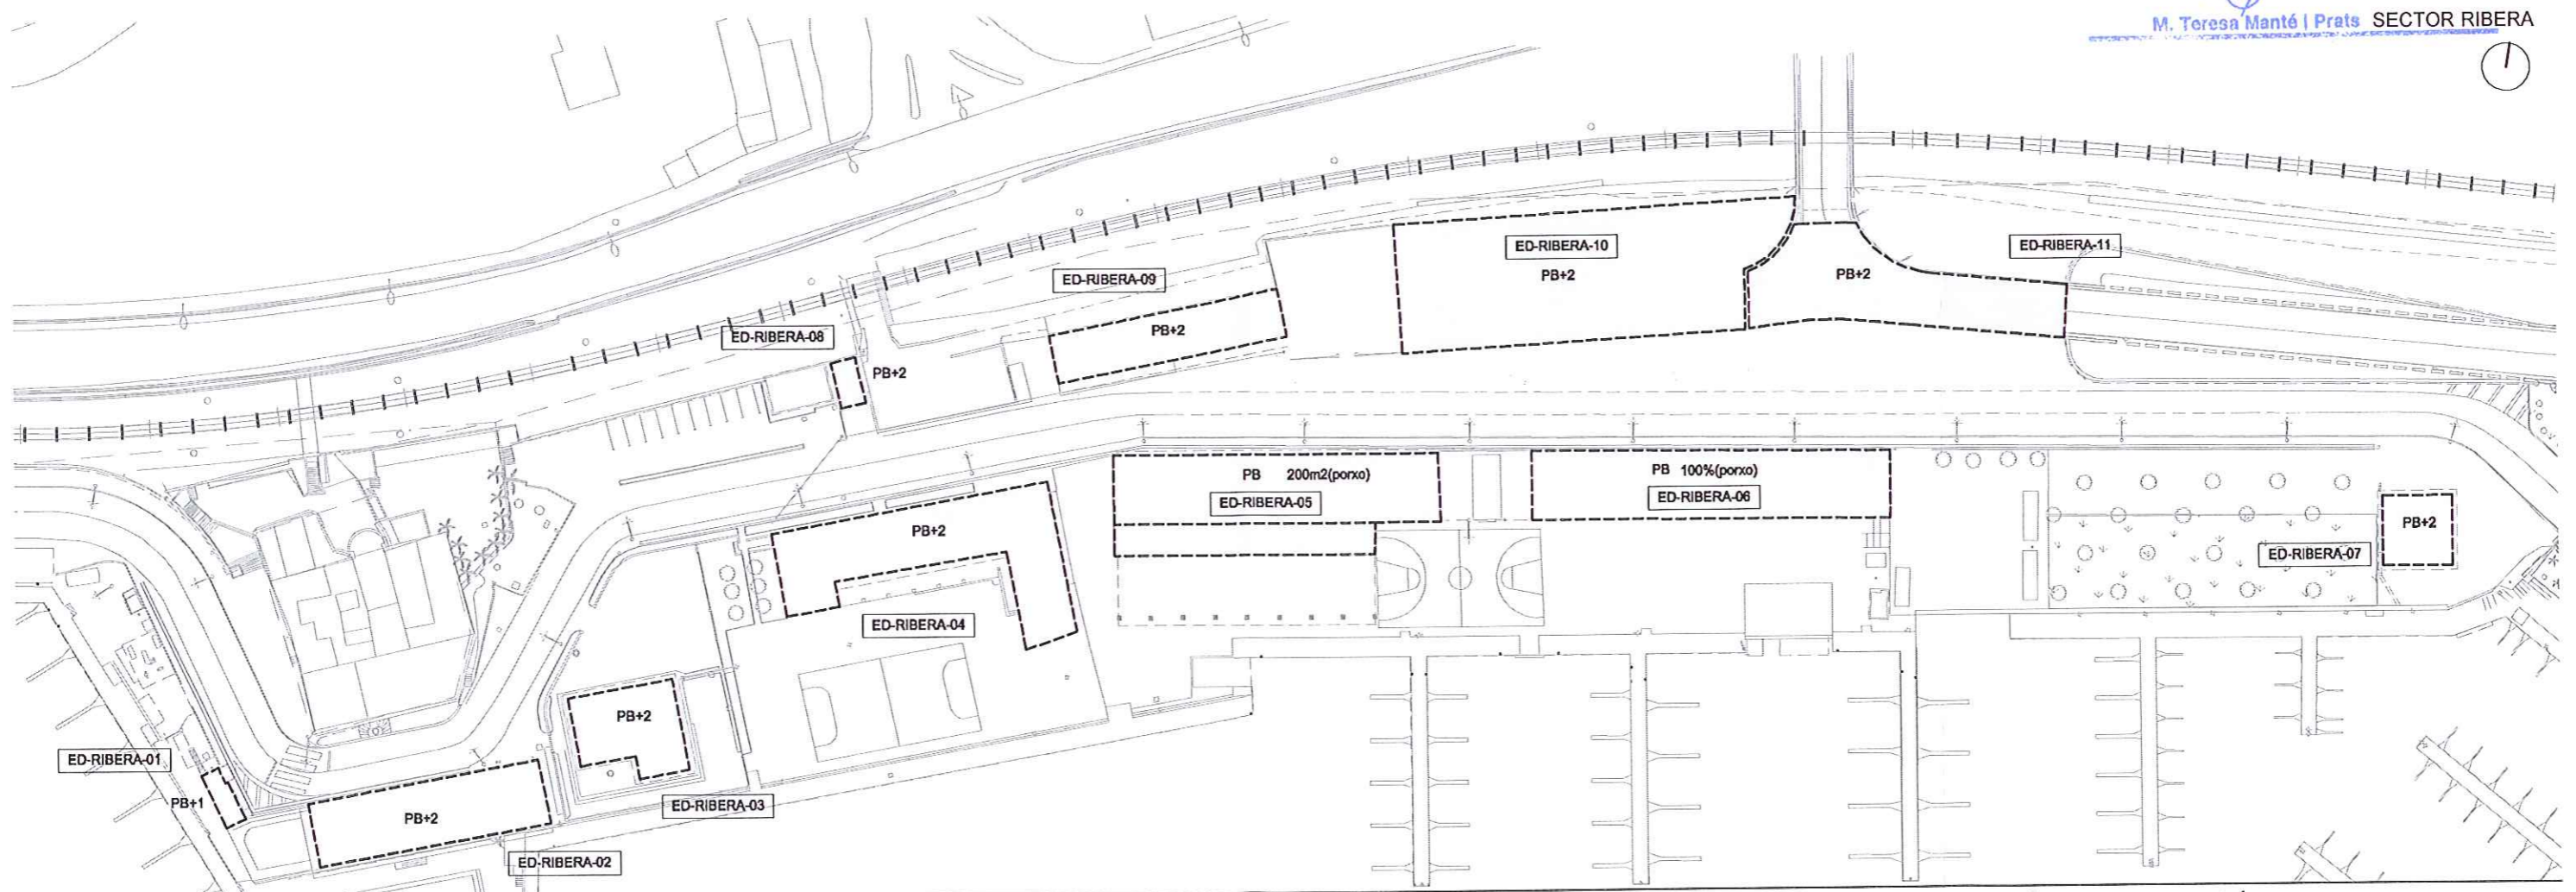 M. Teresa Manté i Prats SECTOR RIBERA
ED-RIBERA-10
ED-RIBERA-11
PB+2
PB+2
ED-RIBERA-09
PB+2
ED-RIBERA-08
PB+2
PB 200m2(porxo)
ED-RIBERA-05
PB 100%(porxo)
ED-RIBERA-06
PB+2
ED-RIBERA-07
PB+2
ED-RIBERA-04
PB+2
ED-RIBERA-03
ED-RIBERA-01
PB+1
PB+2
ED-RIBERA-02